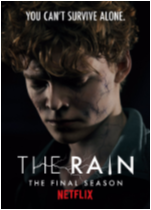 YOU CAN'T SURVIVE ALONE.
THE RAIN
THE FINAL SEASON
NETFLIX